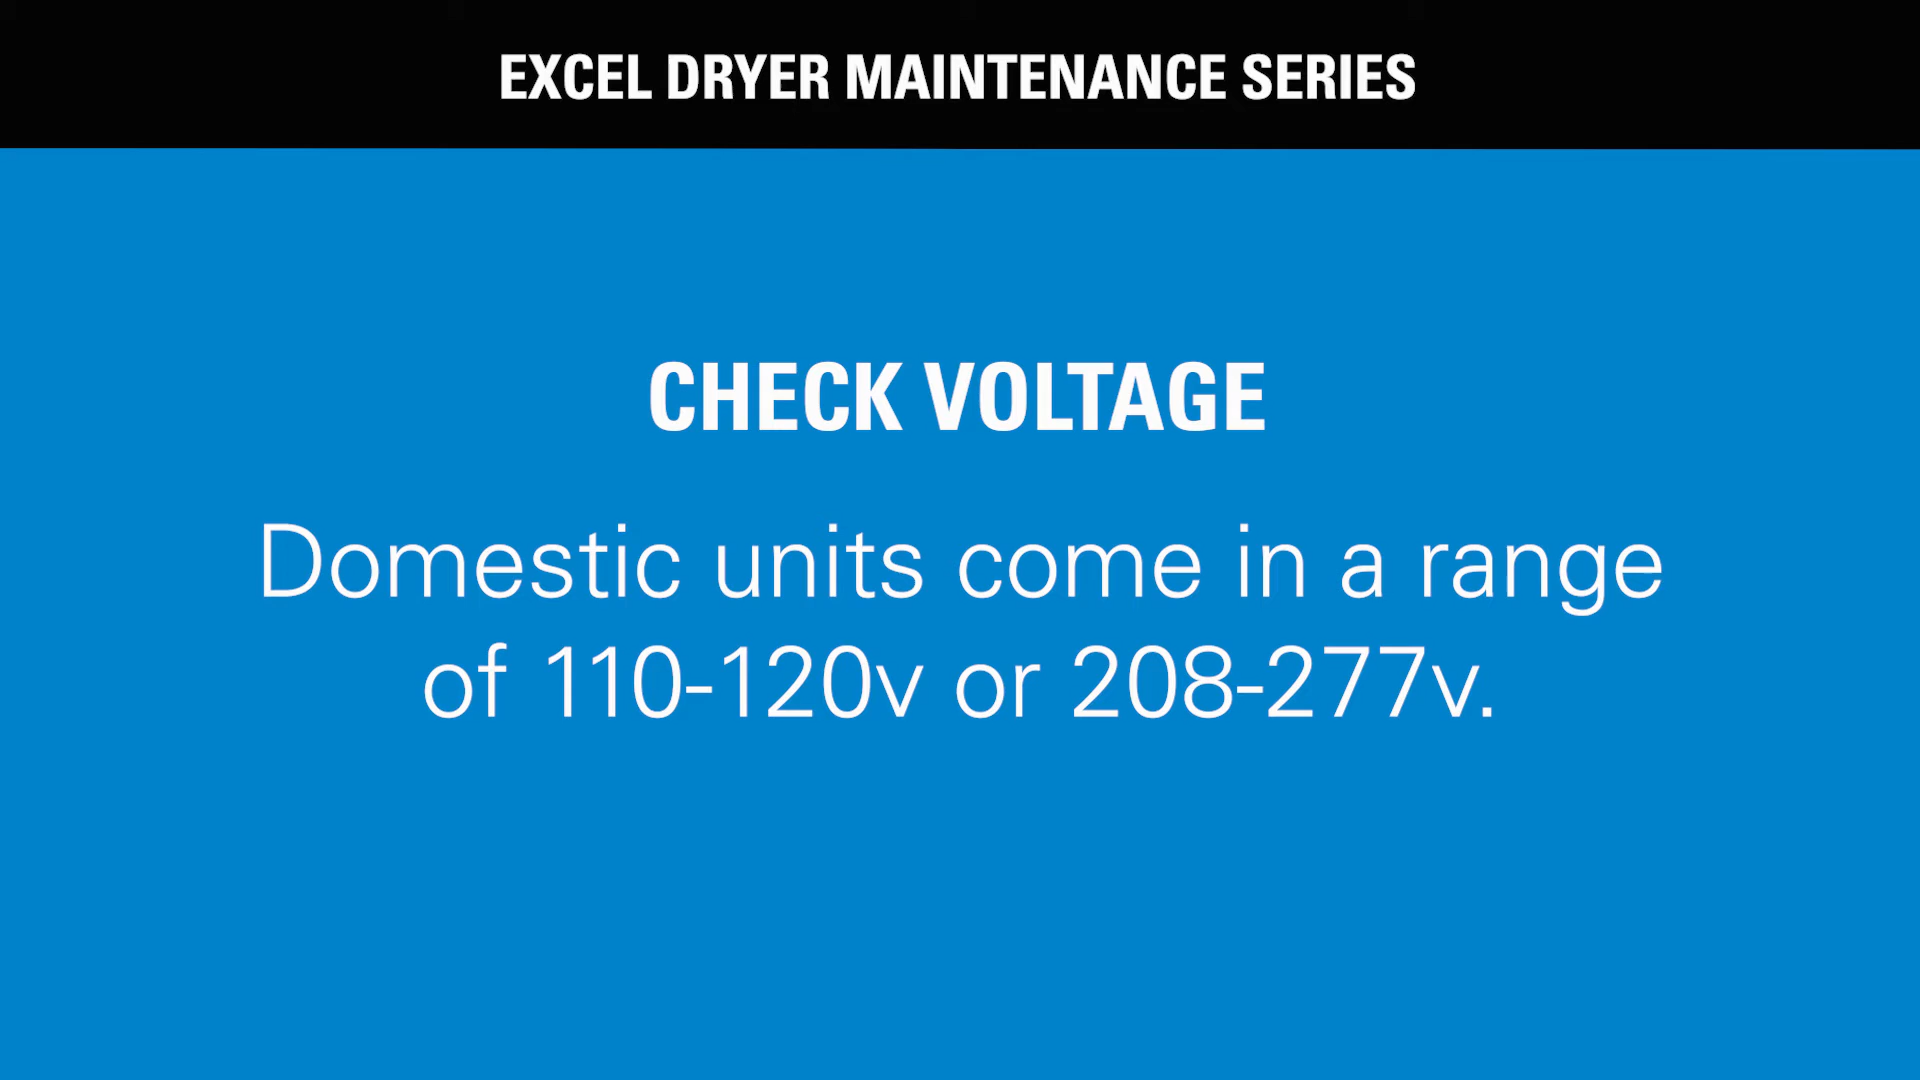 EXCEL DRYER MAINTENANCE SERIES
CHECK VOLTAGE
Domestic units come in a range
of 110-120v or 208-277v.